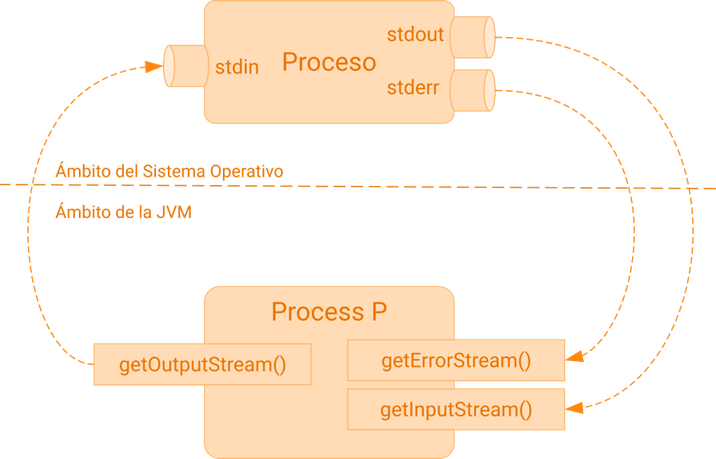 stdout
stdin
Proceso
stderr
Ámbito del Sistema Operativo
Ámbito de la JVM
Process P
getOutputStream()
getErrorStream()
getInputStream()